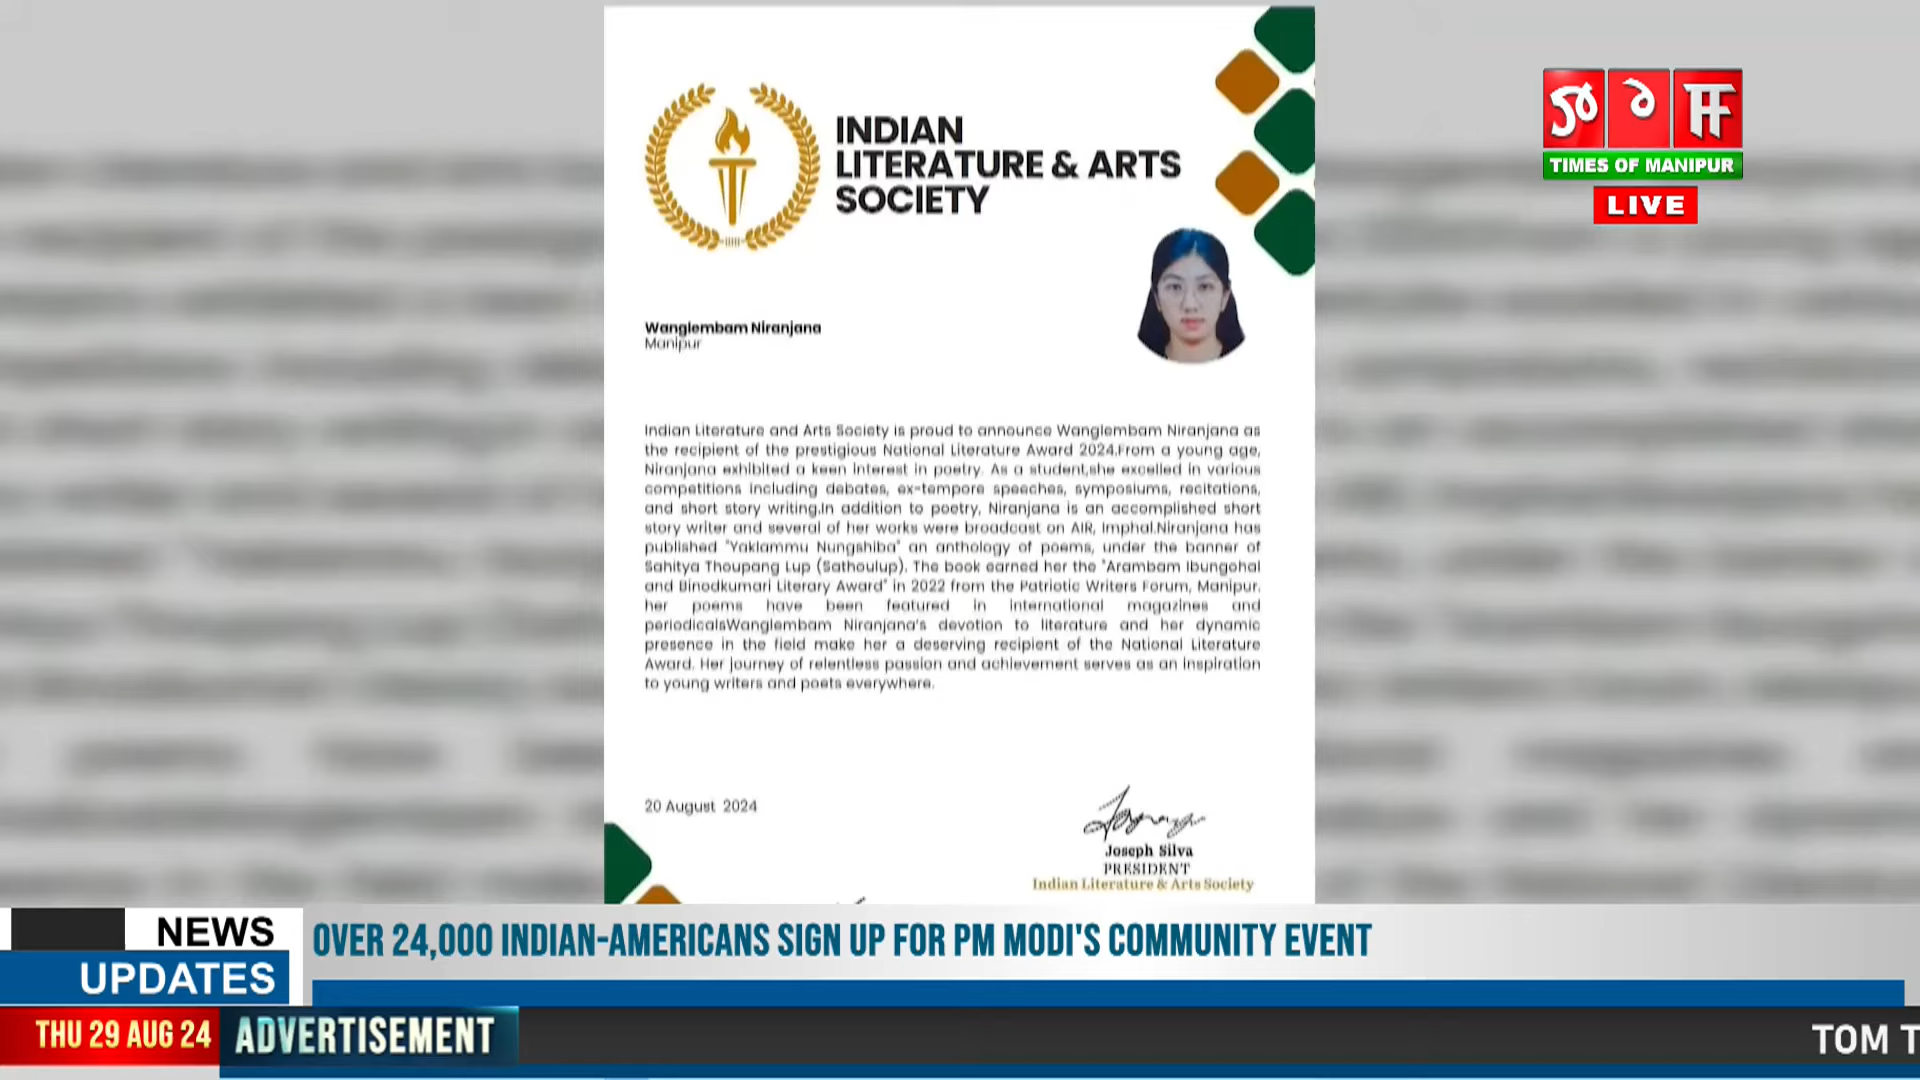 INDIAN
LITERATURE & ARTS
SOCIETY
TIMES OF MANIPUR
LIVE
Wanglembam Niranjana
Manipur
Indian Literature and Arts Society is proud to announce Wanglembam Niranjana as
the recipient of the prestigious National Literature Award 2024.From a young age,
Niranjana exhibited a keen interest in poetry. As a student,she excelled in various
competitions including debates, ex-tempore speeches, symposiums, recitations,
and short story writing.In addition to poetry, Niranjana is an accomplished short
story writer and several of her works were broadcast on AIR, Imphal.Niranjana has
published "Yaklammu Nungshiba" an anthology of poems, under the banner of
Sahitya Thoupang Lup (Sathoulup). The book earned her the "Arambam Ibungohal
and Binodkumari Literary Award" in 2022 from the Patriotic Writers Forum, Manipur.
her poems have been featured in international magazines and
periodicalsWanglembam Niranjana's devotion to literature and her dynamic
presence in the field make her a deserving recipient of the National Literature
Award. Her journey of relentless passion and achievement serves as an inspiration
to young writers and poets everywhere.
20 August 2024
Joseph Silva
PRESIDENT
Indian Literature & Arts Society
NEWS
UPDATES
OVER 24,000 INDIAN-AMERICANS SIGN UP FOR PM MODI'S COMMUNITY EVENT
THU 29 AUG 24
ADVERTISEMENT
TOM T